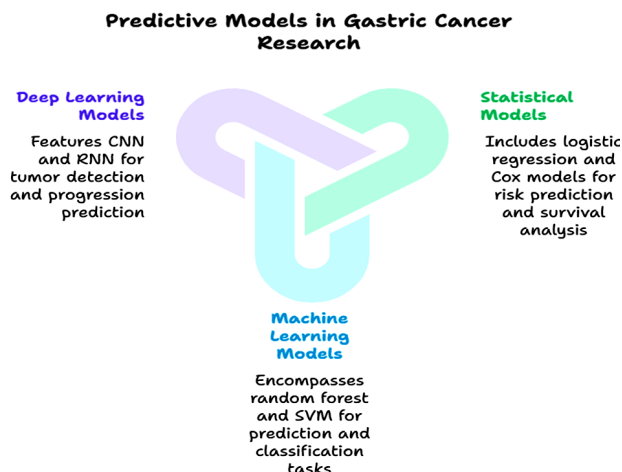 Predictive Models in Gastric Cancer
Research
Deep Learning
Models
Features CNN
and RNN for
tumor detection
and progression
prediction
Statistical
Models
Includes logistic
regression and
Cox models for
risk prediction
and survival
analysis
Machine
Learning
Models
Encompasses
random forest
and SVM for
prediction and
classification
tasks